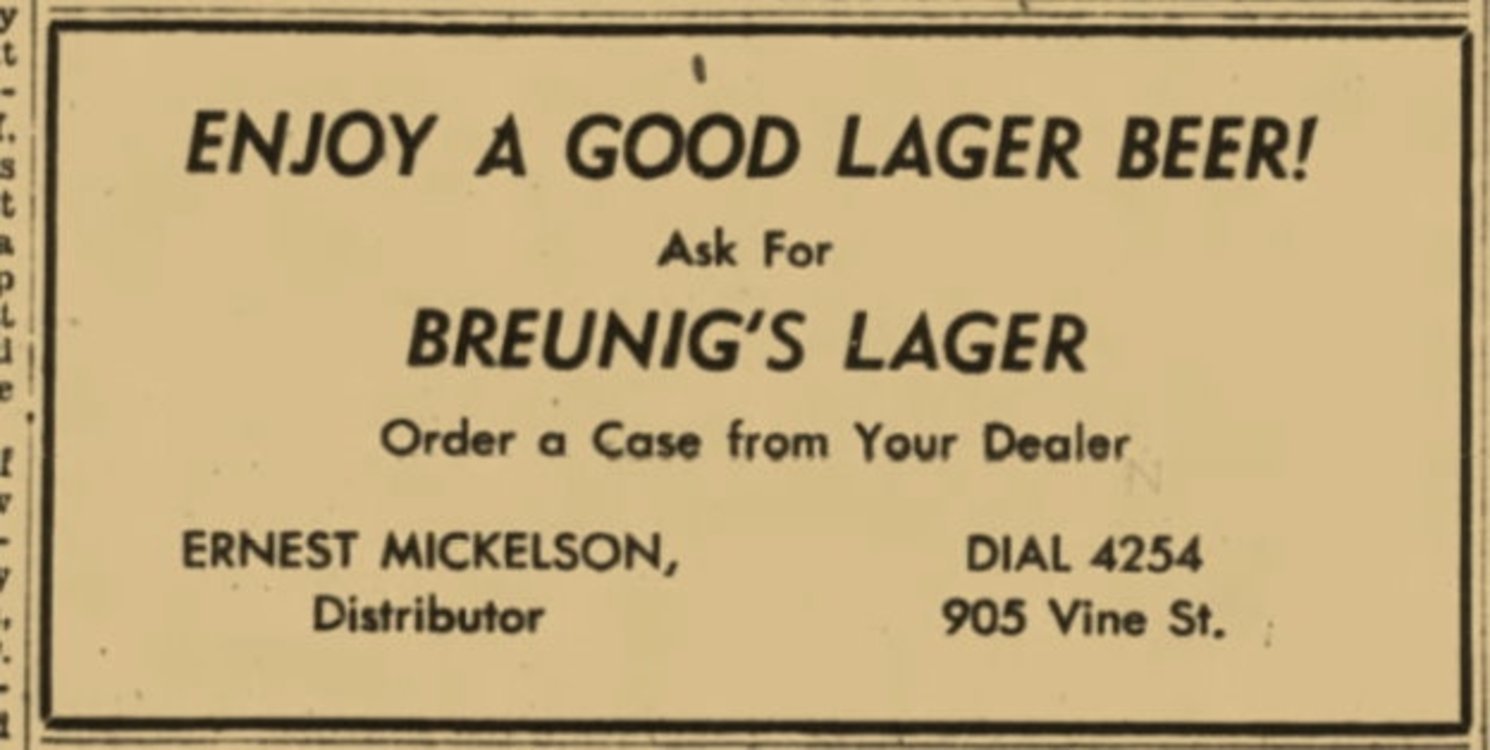 ENJOY A GOOD LAGER BEER!
Ask For
BREUNIG'S LAGER
Order a Case from Your Dealer
ERNEST MICKELSON,
Distributor
DIAL 4254
905 Vine St.